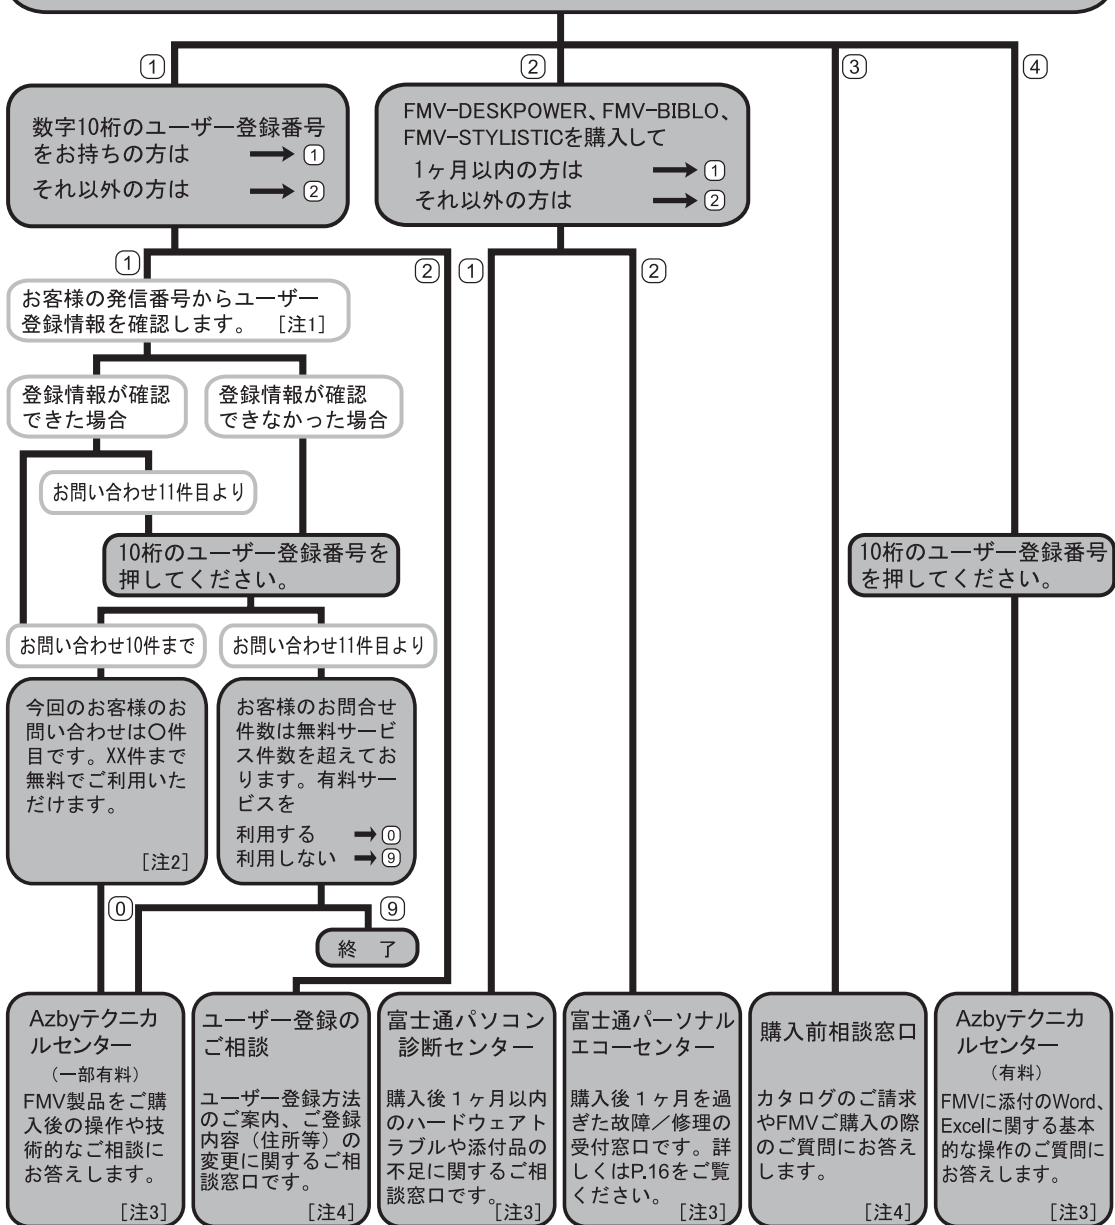 ①
②
③
④
数字10桁のユーザー登録番号
をお持ちの方は → ①
それ以外の方は → ②
FMV-DESKPOWER、FMV-BIBLO、
FMV-STYLISTICを購入して
1ヶ月以内の方は → ①
それ以外の方は → ②
①
②
①
②
お客様の発信番号からユーザー
登録情報を確認します。 [注1]
登録情報が確認
できた場合
登録情報が確認
できなかった場合
お問い合わせ11件目より
10桁のユーザー登録番号を
押してください。
10桁のユーザー登録番号
を押してください。
お問い合わせ10件まで
お問い合わせ11件目より
今回のお客様のお
問い合わせは〇件
目です。XX件まで
無料でご利用いた
だけます。
[注2]
お客様のお問合せ
件数は無料サービ
ス件数を超えてお
ります。有料サー
ビスを
利用する → ⓪
利用しない → ⑨
⓪
⑨
終 了
Azbyテクニカ
ルセンター
(一部有料)
FMV製品をご購
入後の操作や技
術的なご相談に
お答えします。
[注3]
ユーザー登録の
ご相談
ユーザー登録方法
のご案内、ご登録
内容(住所等)の
変更に関するご相
談窓口です。
[注4]
富士通パソコン
診断センター
購入後1ヶ月以内
のハードウェアト
ラブルや添付品の
不足に関するご相
談窓口です。[注3]
富士通パーソナル
エコーセンター
購入後1ヶ月を過
ぎた故障/修理の
受付窓口です。詳
しくはP.16をご覧
ください。
[注3]
購入前相談窓口
カタログのご請求
やFMVご購入の際
のご質問にお答え
します。
[注4]
Azbyテクニカ
ルセンター
(有料)
FMVに添付のWord、
Excelに関する基本
的な操作のご質問に
お答えします。
[注3]